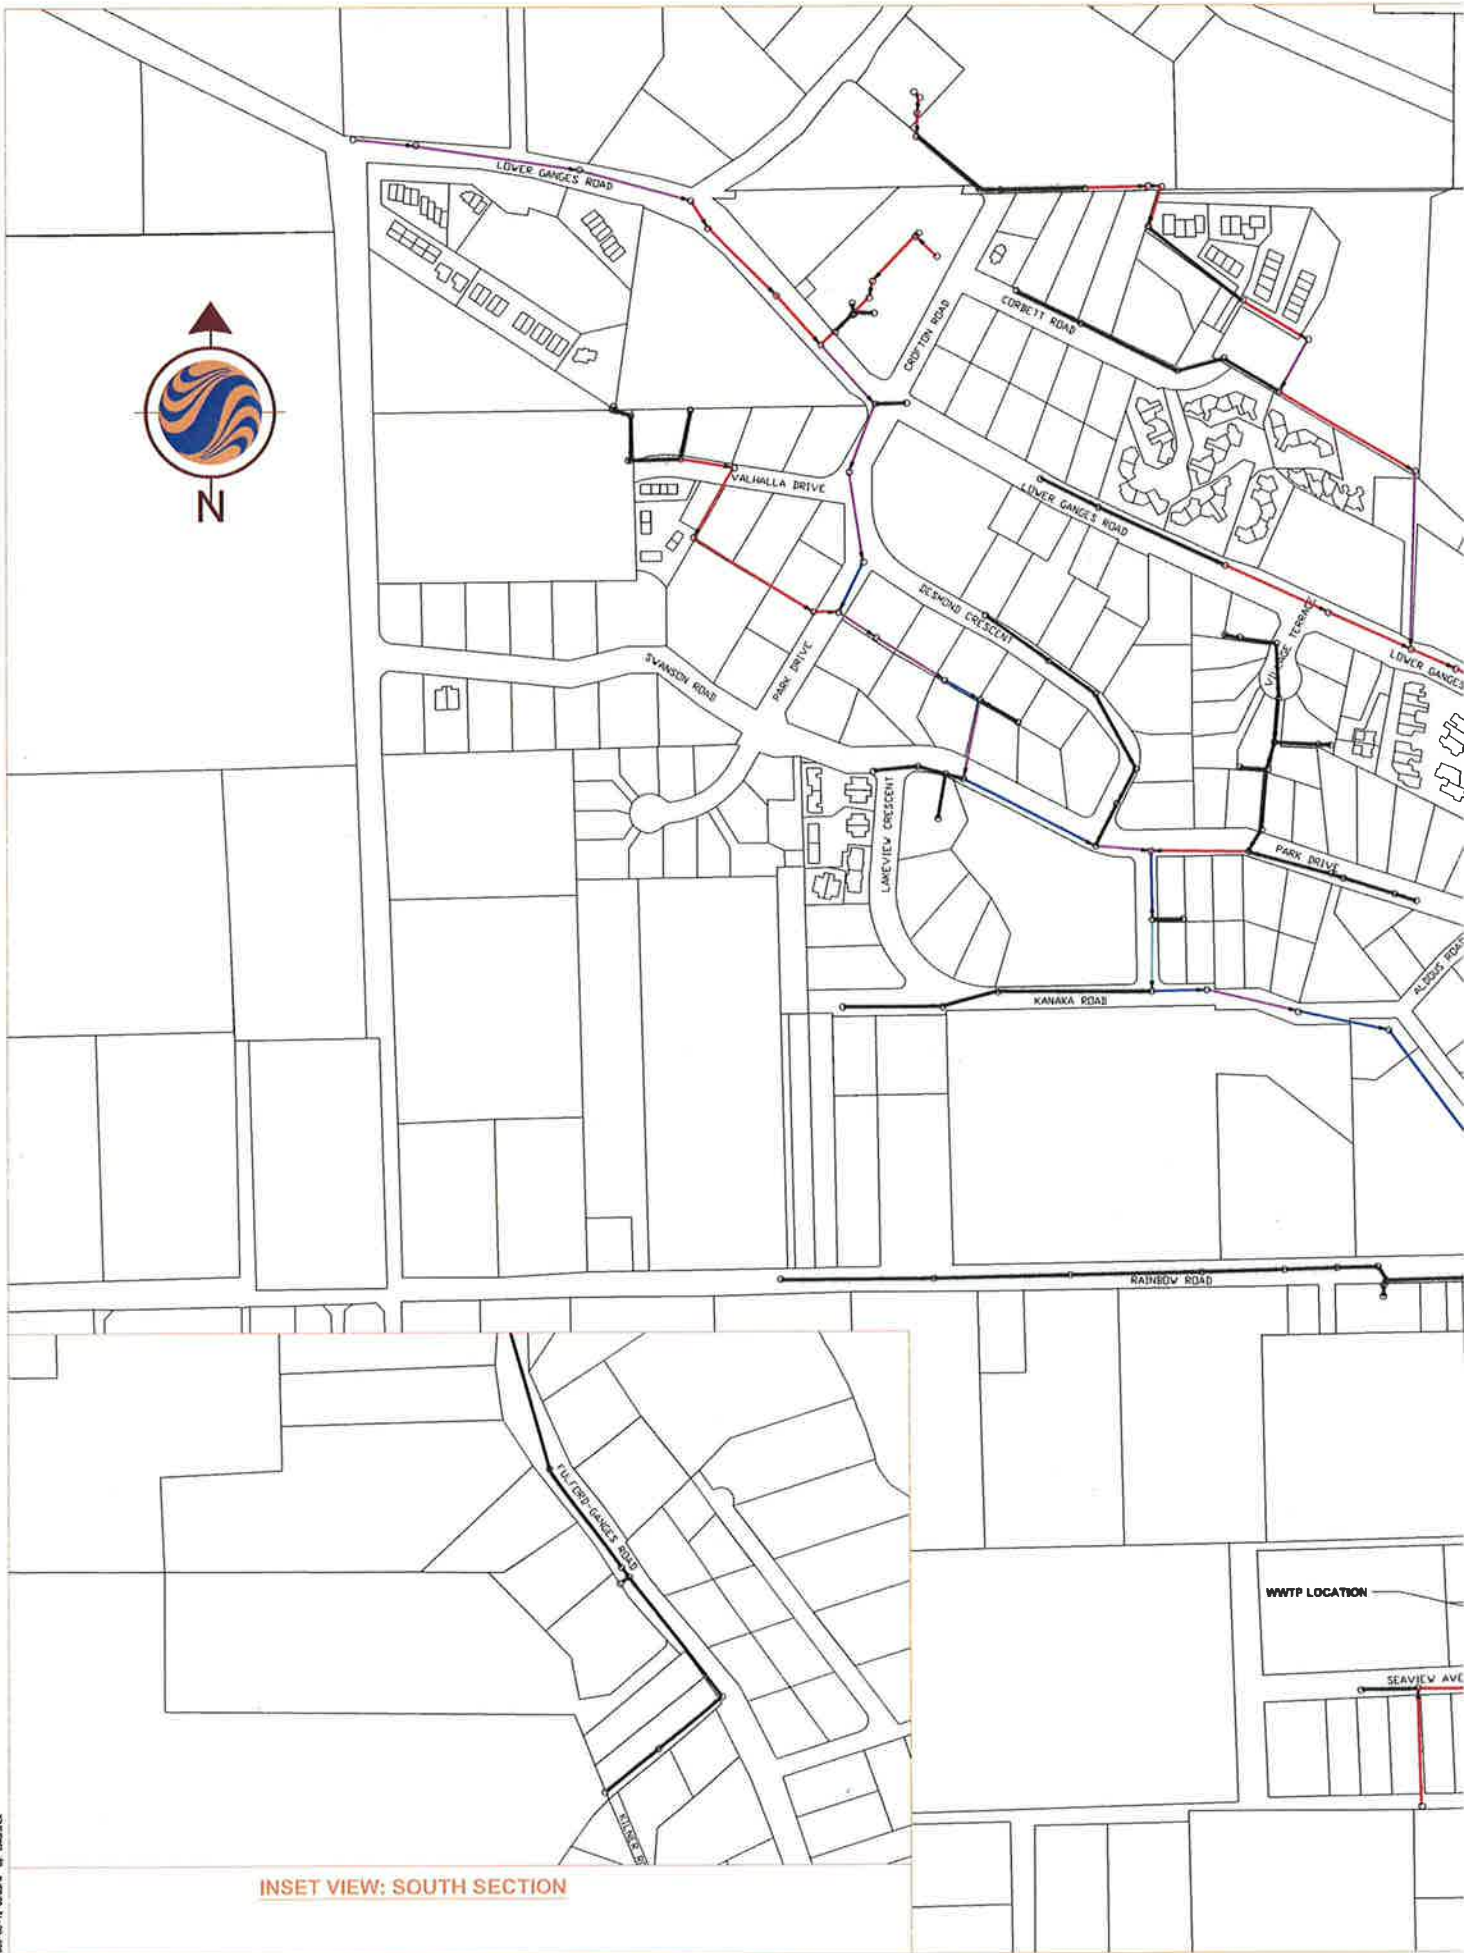 LOWER GANGES ROAD
CROFTON ROAD
CORBETT ROAD
N
VALHALLA DRIVE
LOWER GANGES ROAD
DESMOND CRESCENT
VILLAGE TERRACE
LOWER GANGES
SWANSON ROAD
PARK DRIVE
LAKEVIEW CRESCENT
PARK DRIVE
ALDOUS ROAD
KANAKA ROAD
RAINBOW ROAD
FULFORD-GANGES ROAD
WWTP LOCATION
SEAVIEW AVE
KILNER R
INSET VIEW: SOUTH SECTION